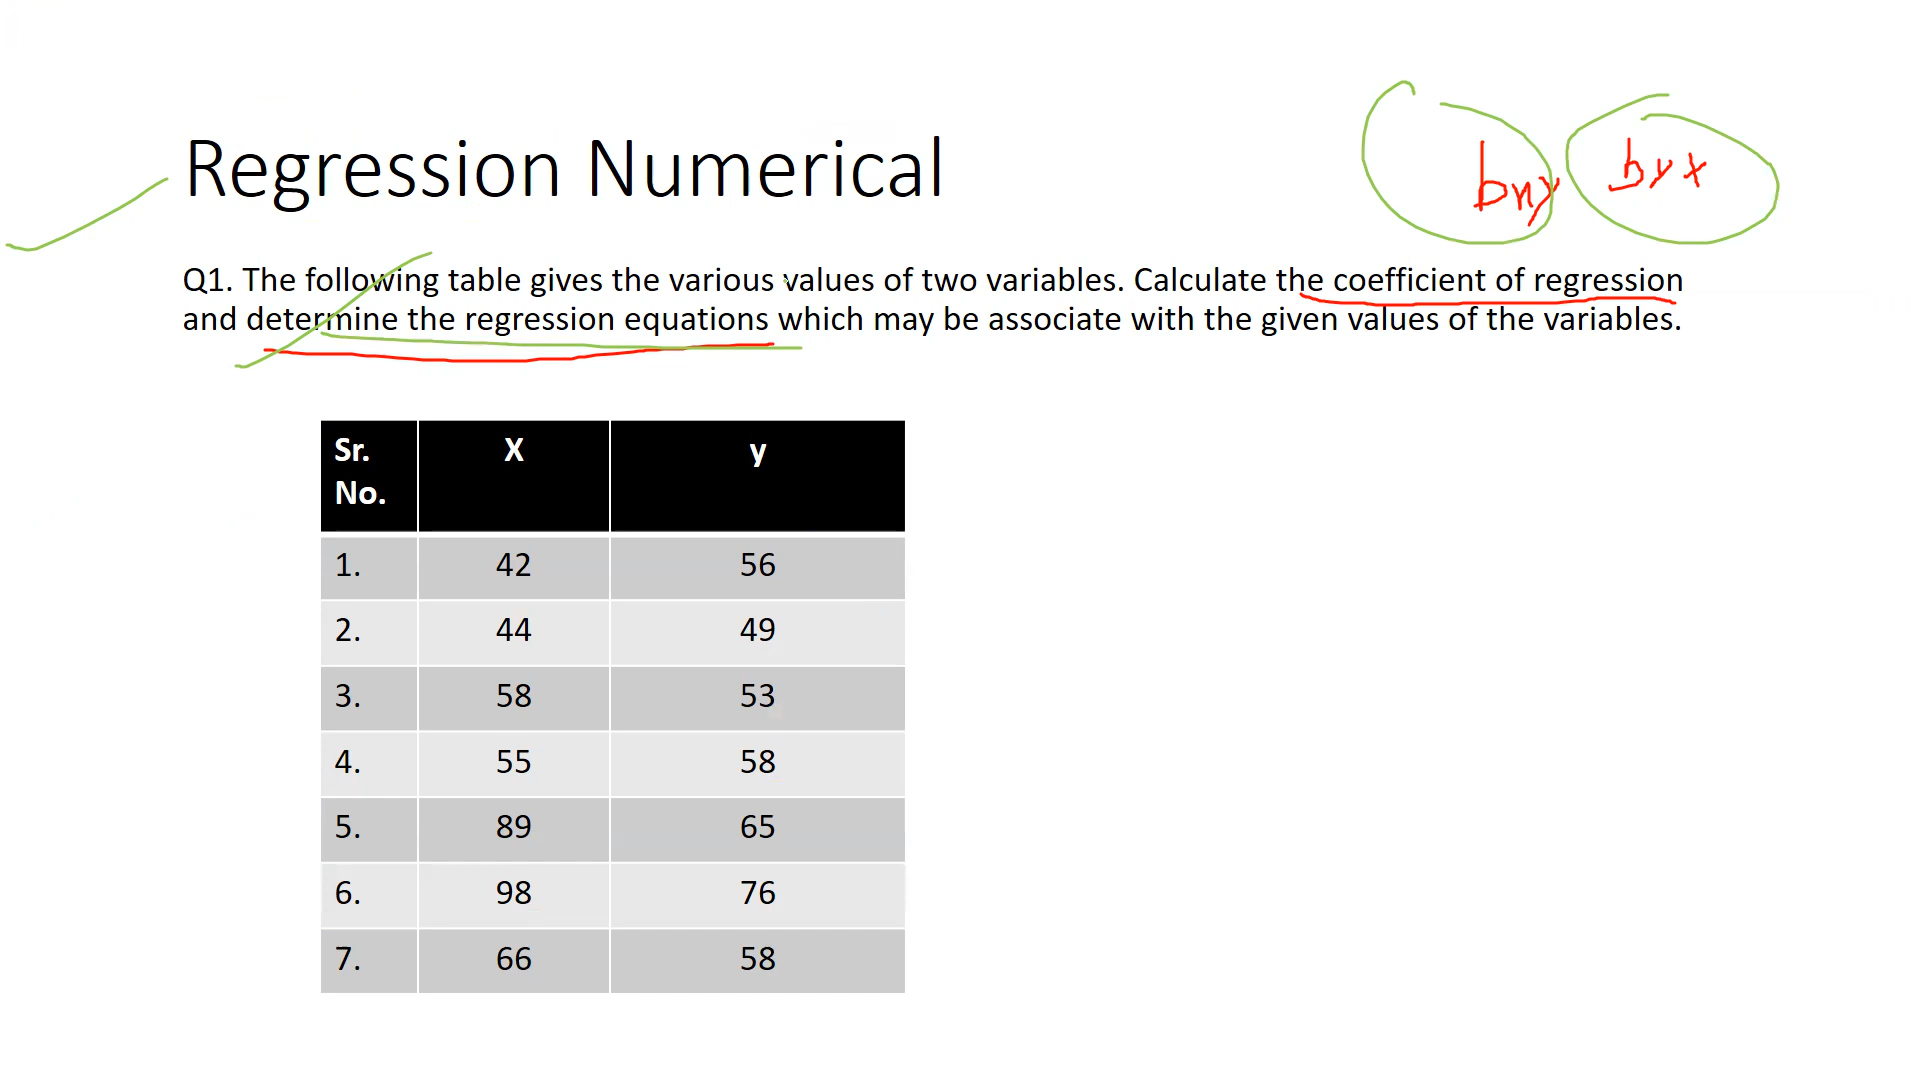 Regression Numerical
bxy byx
Q1. The following table gives the various values of two variables. Calculate the coefficient of regression
and determine the regression equations which may be associate with the given values of the variables.
Sr. No. X y
1. 42 56
2. 44 49
3. 58 53
4. 55 58
5. 89 65
6. 98 76
7. 66 58